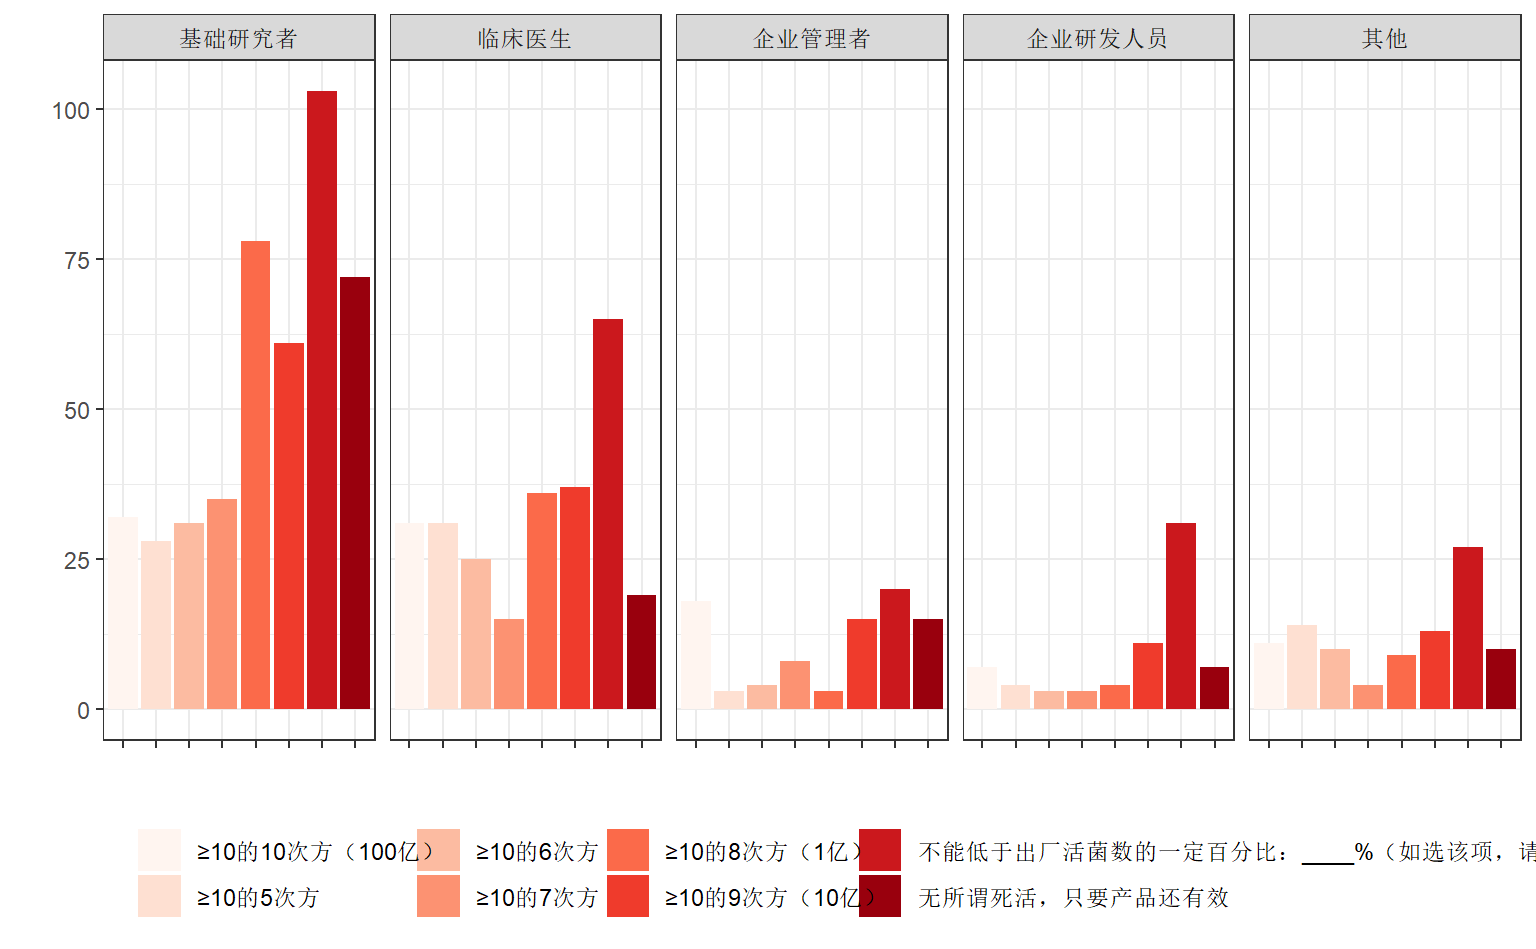 基础研究者 临床医生 企业管理者 企业研发人员 其他
100
75
50
25
0
≥10的10次方（100亿） ≥10的6次方 ≥10的8次方（1亿） 不能低于出厂活菌数的一定百分比：____%（如选该项，请
≥10的5次方 ≥10的7次方 ≥10的9次方（10亿） 无所谓死活，只要产品还有效